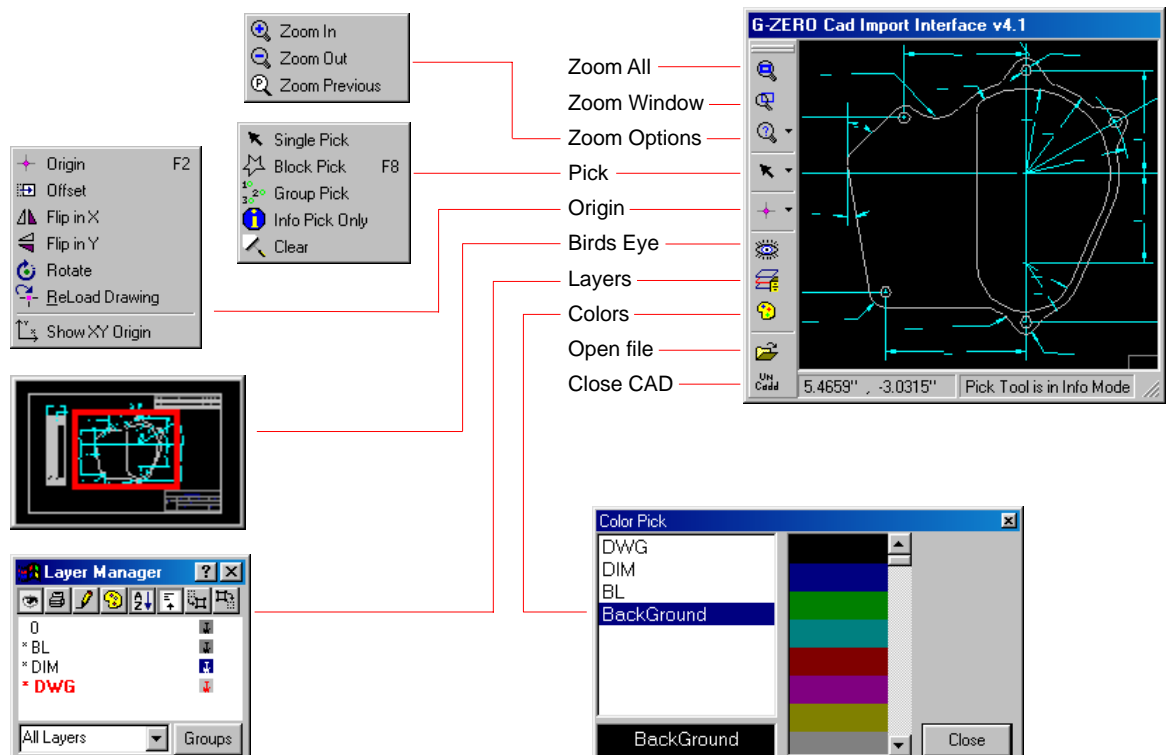 Zoom In
Zoom Out
Zoom Previous
Single Pick
Block Pick F8
Group Pick
Info Pick Only
Clear
Origin F2
Offset
Flip in X
Flip in Y
Rotate
ReLoad Drawing
Show XY Origin
Zoom All
Zoom Window
Zoom Options
Pick
Origin
Birds Eye
Layers
Colors
Open file
Close CAD
G-ZERO Cad Import Interface v4.1
UN
Cadd
5.4659" , -3.0315"
Pick Tool is in Info Mode
Layer Manager
0
* BL
* DIM
* DWG
All Layers
Groups
Color Pick
DWG
DIM
BL
BackGround
BackGround
Close